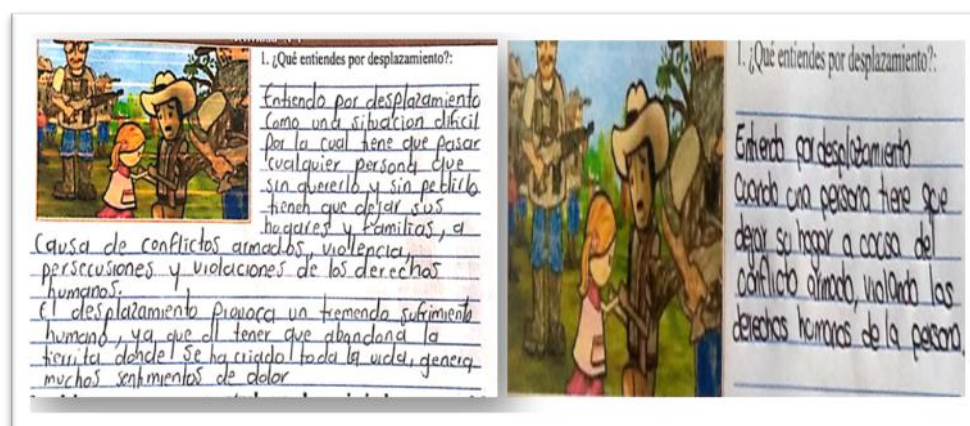 1. ¿Qué entiendes por desplazamiento?:
Entiendo por desplazamiento
como una situacion dificil
por la cual tiene que pasar
cualquier persona que
sin quererlo y sin pedirlo
tienen que dejar sus
hogares y familias, a
causa de conflictos armados, viollencia,
persecusiones y violaciones de los derechos
humanos.
El desplazamiento provoca un tremendo sufrimiento
humano, ya que al tener que abandona la
tierrita donde se ha criado toda la vida, genera
muchos sentimientos de dolor
1. ¿Qué entiendes por desplazamiento?:
Entiendo por desplazamiento
cuando una persona tiene que
dejar su hogar a causa del
conflicto armado, violando los
derechos humanos de la persona.